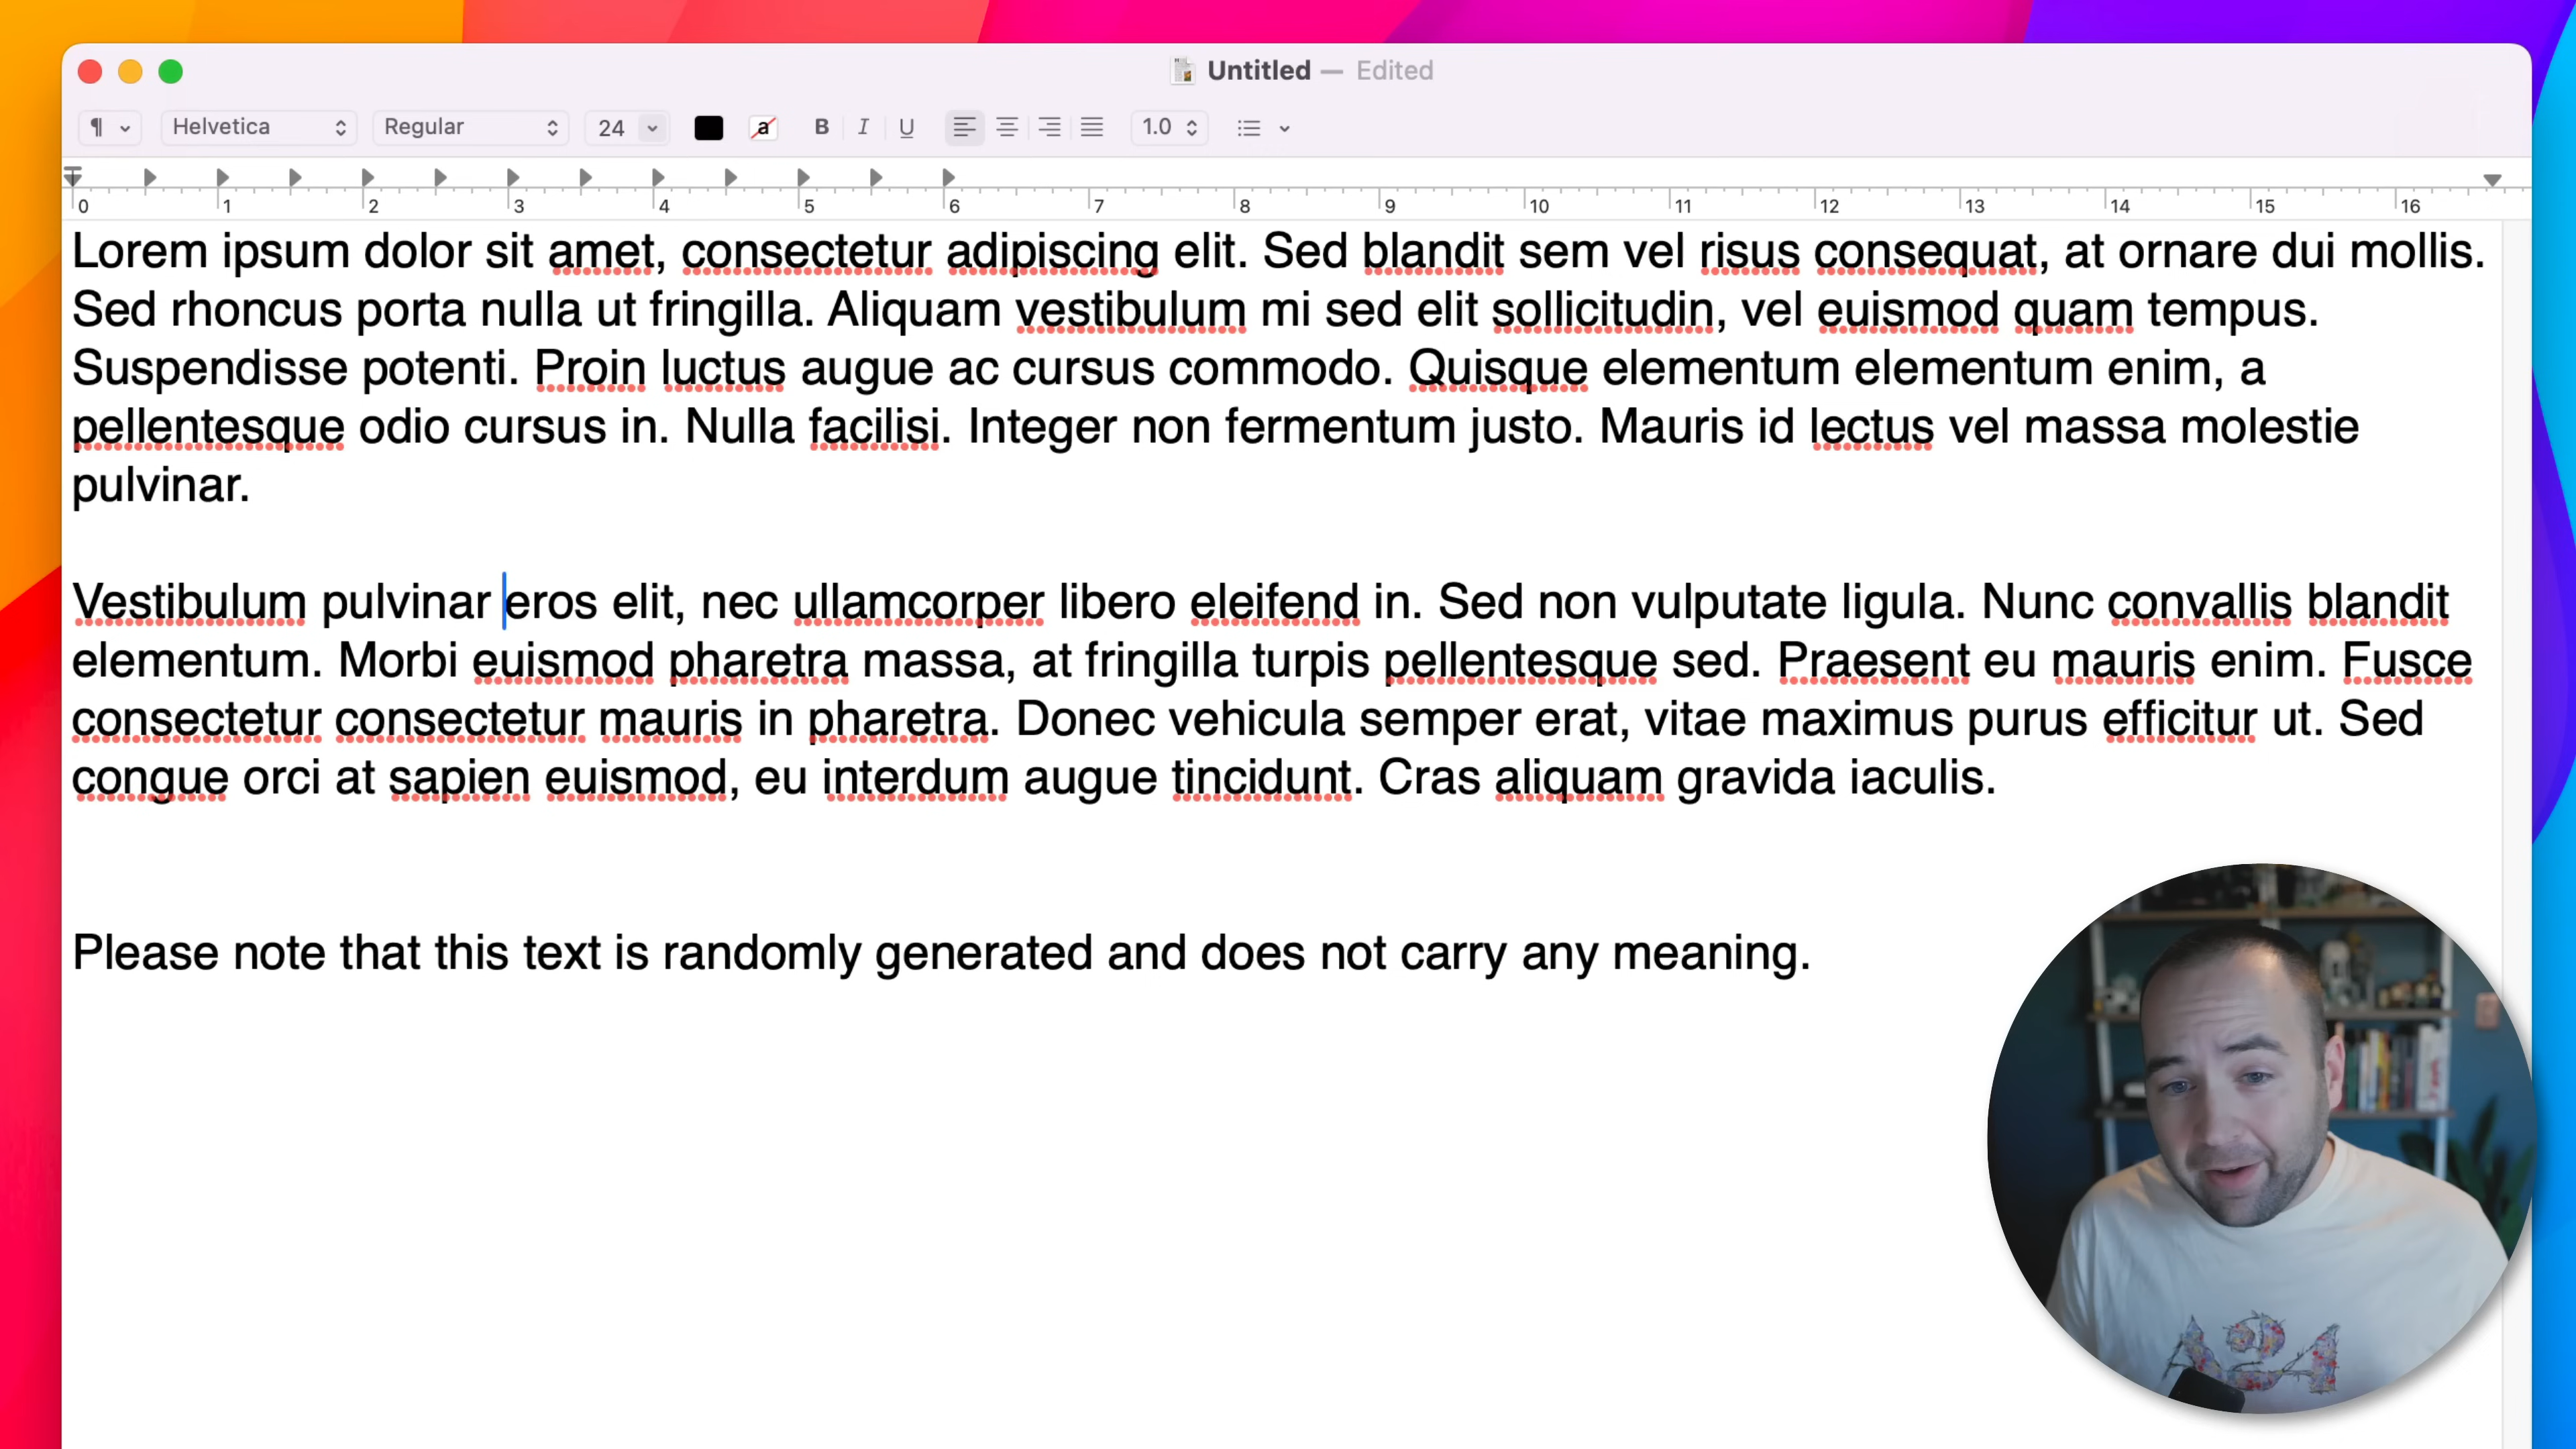 Untitled — Edited
¶ Helvetica Regular 24 a B I U 1.0
0 1 2 3 4 5 6 7 8 9 10 11 12 13 14 15 16
Lorem ipsum dolor sit amet, consectetur adipiscing elit. Sed blandit sem vel risus consequat, at ornare dui mollis.
Sed rhoncus porta nulla ut fringilla. Aliquam vestibulum mi sed elit sollicitudin, vel euismod quam tempus.
Suspendisse potenti. Proin luctus augue ac cursus commodo. Quisque elementum elementum enim, a
pellentesque odio cursus in. Nulla facilisi. Integer non fermentum justo. Mauris id lectus vel massa molestie
pulvinar.
Vestibulum pulvinar eros elit, nec ullamcorper libero eleifend in. Sed non vulputate ligula. Nunc convallis blandit
elementum. Morbi euismod pharetra massa, at fringilla turpis pellentesque sed. Praesent eu mauris enim. Fusce
consectetur consectetur mauris in pharetra. Donec vehicula semper erat, vitae maximus purus efficitur ut. Sed
congue orci at sapien euismod, eu interdum augue tincidunt. Cras aliquam gravida iaculis.
Please note that this text is randomly generated and does not carry any meaning.
A24